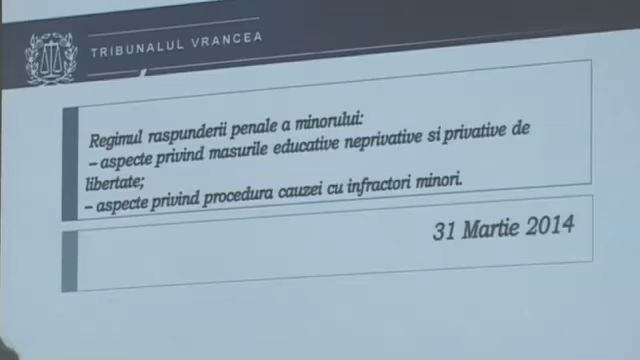 TRIBUNALUL VRANCEA
Regimul raspunderii penale a minorului:
– aspecte privind masurile educative neprivative si privative de
libertate;
– aspecte privind procedura cauzei cu infractori minori.
31 Martie 2014